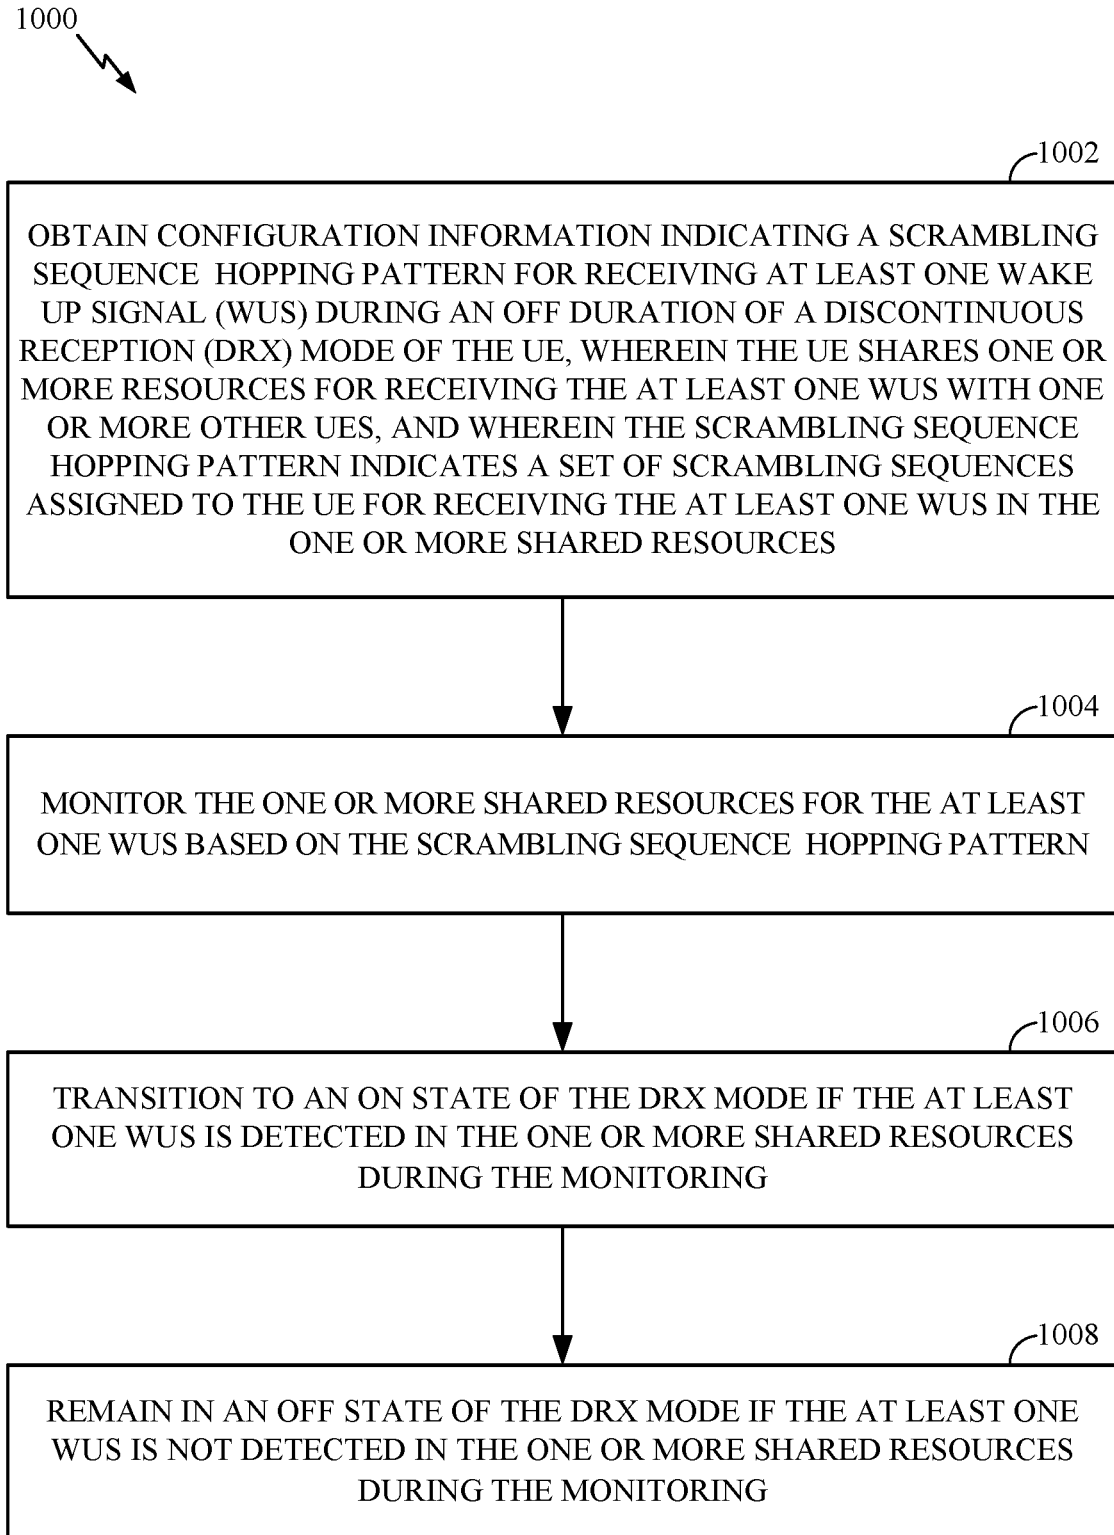 1000
1002
OBTAIN CONFIGURATION INFORMATION INDICATING A SCRAMBLING
SEQUENCE HOPPING PATTERN FOR RECEIVING AT LEAST ONE WAKE
UP SIGNAL (WUS) DURING AN OFF DURATION OF A DISCONTINUOUS
RECEPTION (DRX) MODE OF THE UE, WHEREIN THE UE SHARES ONE OR
MORE RESOURCES FOR RECEIVING THE AT LEAST ONE WUS WITH ONE
OR MORE OTHER UES, AND WHEREIN THE SCRAMBLING SEQUENCE
HOPPING PATTERN INDICATES A SET OF SCRAMBLING SEQUENCES
ASSIGNED TO THE UE FOR RECEIVING THE AT LEAST ONE WUS IN THE
ONE OR MORE SHARED RESOURCES
1004
MONITOR THE ONE OR MORE SHARED RESOURCES FOR THE AT LEAST
ONE WUS BASED ON THE SCRAMBLING SEQUENCE HOPPING PATTERN
1006
TRANSITION TO AN ON STATE OF THE DRX MODE IF THE AT LEAST
ONE WUS IS DETECTED IN THE ONE OR MORE SHARED RESOURCES
DURING THE MONITORING
1008
REMAIN IN AN OFF STATE OF THE DRX MODE IF THE AT LEAST ONE
WUS IS NOT DETECTED IN THE ONE OR MORE SHARED RESOURCES
DURING THE MONITORING